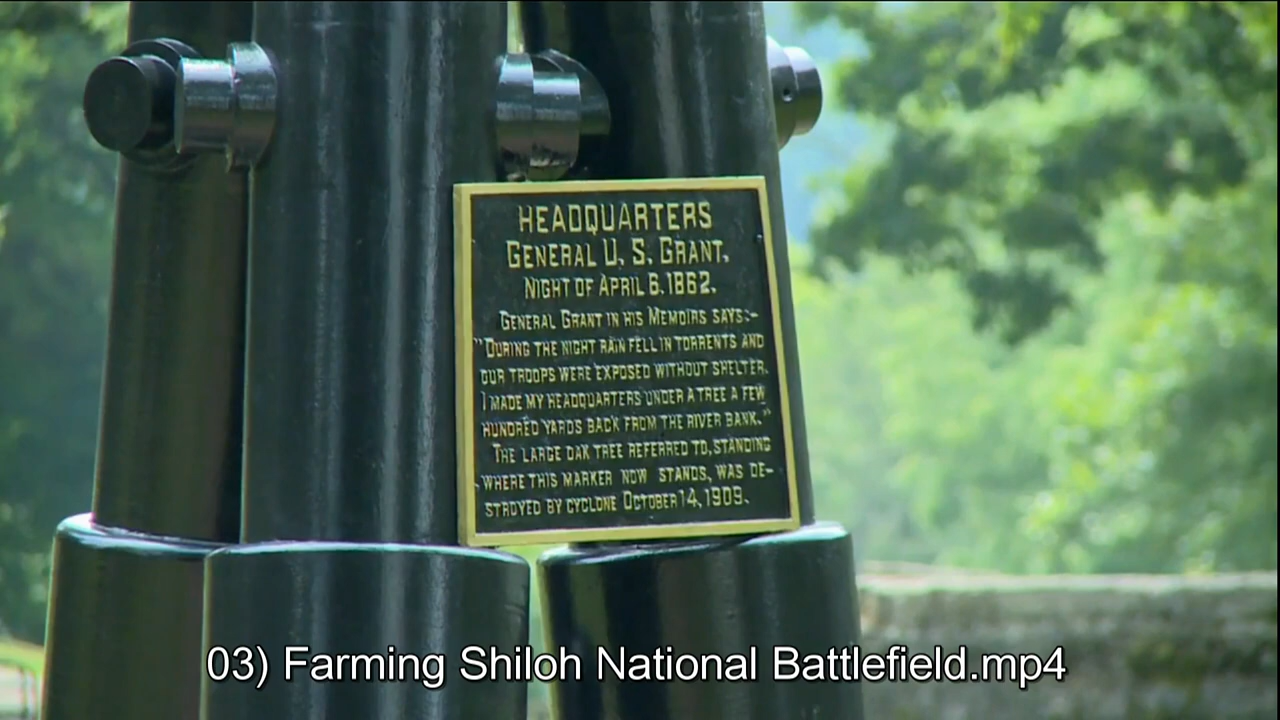 HEADQUARTERS
GENERAL U. S. GRANT,
NIGHT OF APRIL 6, 1862.
GENERAL GRANT IN HIS MEMOIRS SAYS:-
"DURING THE NIGHT RAIN FELL IN TORRENTS AND
OUR TROOPS WERE EXPOSED WITHOUT SHELTER.
I MADE MY HEADQUARTERS UNDER A TREE A FEW
HUNDRED YARDS BACK FROM THE RIVER BANK."
THE LARGE OAK TREE REFERRED TO, STANDING
WHERE THIS MARKER NOW STANDS, WAS DE-
STROYED BY CYCLONE OCTOBER 14, 1909.
03) Farming Shiloh National Battlefield.mp4